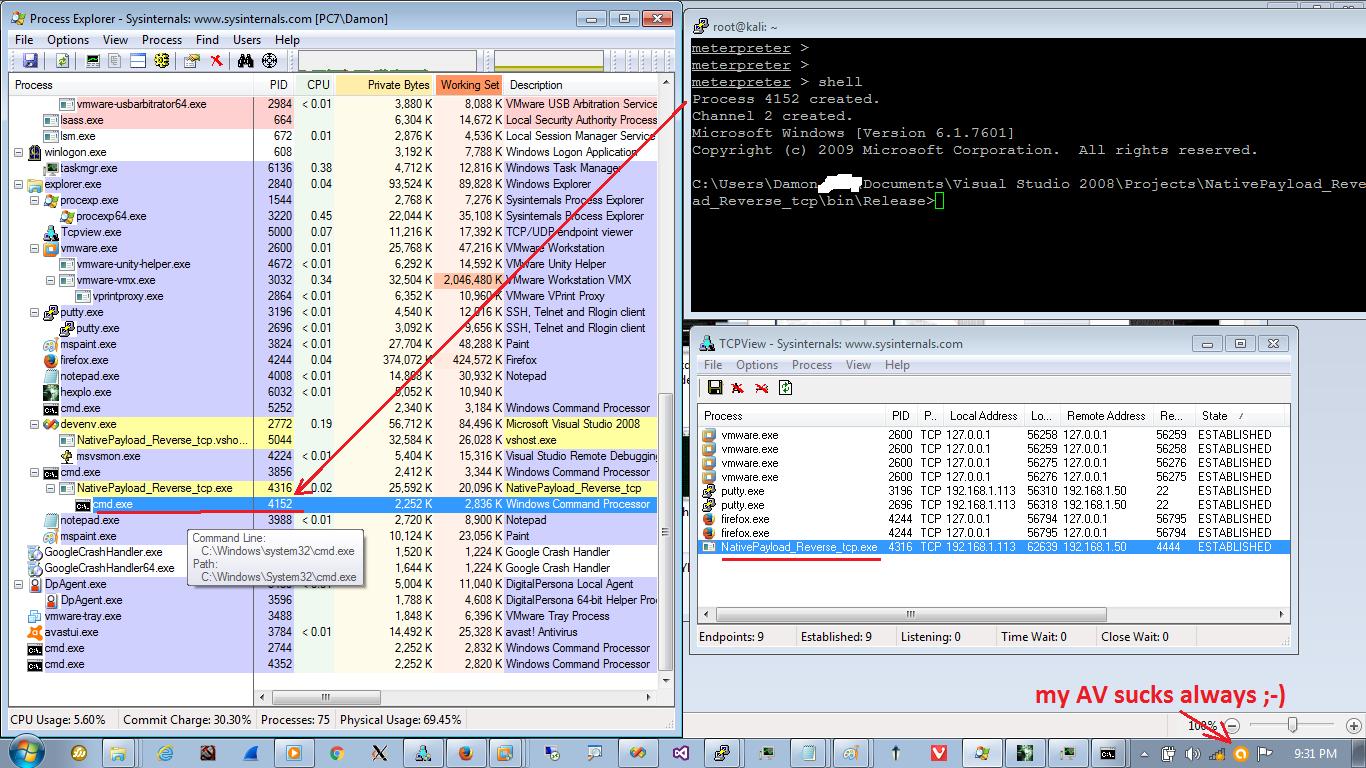 Process Explorer - Sysinternals: www.sysinternals.com [PC7\Damon]
File Options View Process Find Users Help
Process PID CPU Private Bytes Working Set Description
vmware-usbarbitrator64.exe 2984 < 0.01 3,880 K 8,088 K VMware USB Arbitration Service
lsass.exe 664 6,304 K 14,672 K Local Security Authority Process
lsm.exe 672 0.01 2,876 K 4,536 K Local Session Manager Service
winlogon.exe 608 3,192 K 7,788 K Windows Logon Application
taskmgr.exe 6136 0.38 4,712 K 12,816 K Windows Task Manager
explorer.exe 2840 0.04 93,524 K 89,828 K Windows Explorer
procexp.exe 1544 2,768 K 7,276 K Sysinternals Process Explorer
procexp64.exe 3220 0.45 22,044 K 35,108 K Sysinternals Process Explorer
Tcpview.exe 5000 0.07 11,216 K 17,392 K TCP/UDP endpoint viewer
vmware.exe 2600 0.01 25,768 K 47,216 K VMware Workstation
vmware-unity-helper.exe 4672 < 0.01 6,292 K 14,592 K VMware Unity Helper
vmware-vmx.exe 3032 0.34 32,504 K 2,046,480 K VMware Workstation VMX
vprintproxy.exe 2864 < 0.01 6,352 K 10,960 K VMware VPrint Proxy
putty.exe 3196 < 0.01 4,540 K SSH, Telnet and Rlogin client
putty.exe 2696 < 0.01 3,092 K 9,656 K SSH, Telnet and Rlogin client
mspaint.exe 3824 < 0.01 27,704 K 48,288 K Paint
firefox.exe 4244 0.04 374,072 K 424,572 K Firefox
notepad.exe 4008 < 0.01 30,932 K Notepad
hexplo.exe 6032 < 0.01 10,940 K
cmd.exe 5252 2,340 K 3,184 K Windows Command Processor
devenv.exe 2772 0.19 56,712 K 84,496 K Microsoft Visual Studio 2008
NativePayload_Reverse_tcp.vsho... 5044 32,584 K 26,028 K vshost.exe
msvsmon.exe 4224 < 0.01 5,404 K 15,316 K Visual Studio Remote Debugging
cmd.exe 3856 2,412 K 3,344 K Windows Command Processor
NativePayload_Reverse_tcp.exe 4316 0.02 25,592 K 20,096 K NativePayload_Reverse_tcp
cmd.exe 4152 2,252 K 2,836 K Windows Command Processor
notepad.exe 3988 < 0.01 2,720 K 8,900 K Notepad
mspaint.exe 10,124 K 23,056 K Paint
GoogleCrashHandler.exe 1,520 K 1,224 K Google Crash Handler
GoogleCrashHandler64.exe 1,644 K 1,224 K Google Crash Handler
DpAgent.exe 5,004 K 11,040 K DigitalPersona Local Agent
DpAgent.exe 3596 1,788 K 4,608 K DigitalPersona 64-bit Helper Pro
vmware-tray.exe 3488 1,848 K 6,396 K VMware Tray Process
avastui.exe 3784 < 0.01 14,492 K 25,328 K avast! Antivirus
cmd.exe 2744 2,252 K 2,832 K Windows Command Processor
cmd.exe 4352 2,252 K 2,820 K Windows Command Processor
Command Line:
C:\Windows\system32\cmd.exe
Path:
C:\Windows\System32\cmd.exe
CPU Usage: 5.60% Commit Charge: 30.30% Processes: 75 Physical Usage: 69.45%
root@kali: ~
meterpreter >
meterpreter >
meterpreter > shell
Process 4152 created.
Channel 2 created.
Microsoft Windows [Version 6.1.7601]
Copyright (c) 2009 Microsoft Corporation. All rights reserved.
C:\Users\Damon Documents\Visual Studio 2008\Projects\NativePayload_Reve
ad_Reverse_tcp\bin\Release>
TCPView - Sysinternals: www.sysinternals.com
File Options Process View Help
Process PID P... Local Address Lo... Remote Address Re... State /
vmware.exe 2600 TCP 127.0.0.1 56258 127.0.0.1 56259 ESTABLISHED
vmware.exe 2600 TCP 127.0.0.1 56259 127.0.0.1 56258 ESTABLISHED
vmware.exe 2600 TCP 127.0.0.1 56275 127.0.0.1 56276 ESTABLISHED
vmware.exe 2600 TCP 127.0.0.1 56276 127.0.0.1 56275 ESTABLISHED
putty.exe 3196 TCP 192.168.1.113 56310 192.168.1.50 22 ESTABLISHED
putty.exe 2696 TCP 192.168.1.113 56318 192.168.1.50 22 ESTABLISHED
firefox.exe 4244 TCP 127.0.0.1 56794 127.0.0.1 56795 ESTABLISHED
firefox.exe 4244 TCP 127.0.0.1 56795 127.0.0.1 56794 ESTABLISHED
NativePayload_Reverse_tcp.exe 4316 TCP 192.168.1.113 62639 192.168.1.50 4444 ESTABLISHED
Endpoints: 9 Established: 9 Listening: 0 Time Wait: 0 Close Wait: 0
my AV sucks always ;-)
100%
9:31 PM